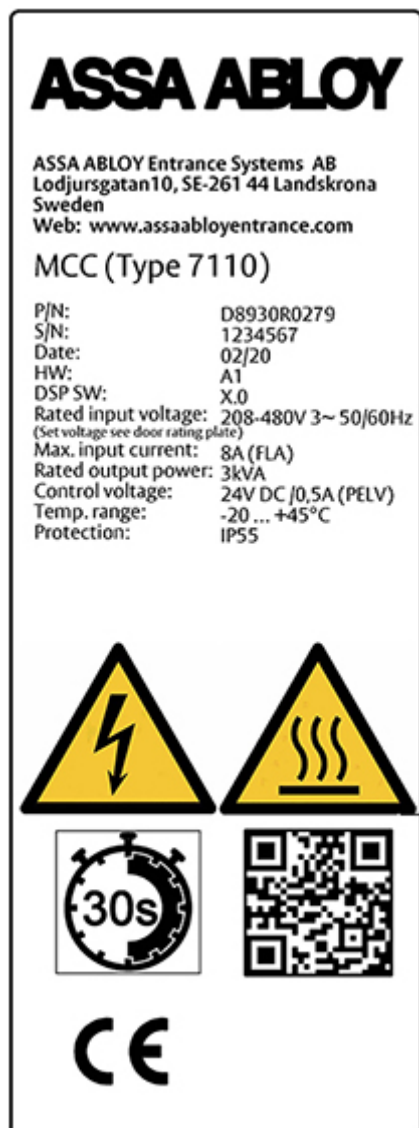 ASSA ABLOY
ASSA ABLOY Entrance Systems AB
Lodjursgatan10, SE-261 44 Landskrona
Sweden
Web: www.assaabloyentrance.com
MCC (Type 7110)
P/N: D8930R0279
S/N: 1234567
Date: 02/20
HW: A1
DSP SW: X.0
Rated input voltage: 208-480V 3~ 50/60Hz
(Set voltage see door rating plate)
Max. input current: 8A (FLA)
Rated output power: 3kVA
Control voltage: 24V DC /0,5A (PELV)
Temp. range: -20 ... +45°C
Protection: IP55
30s
CE